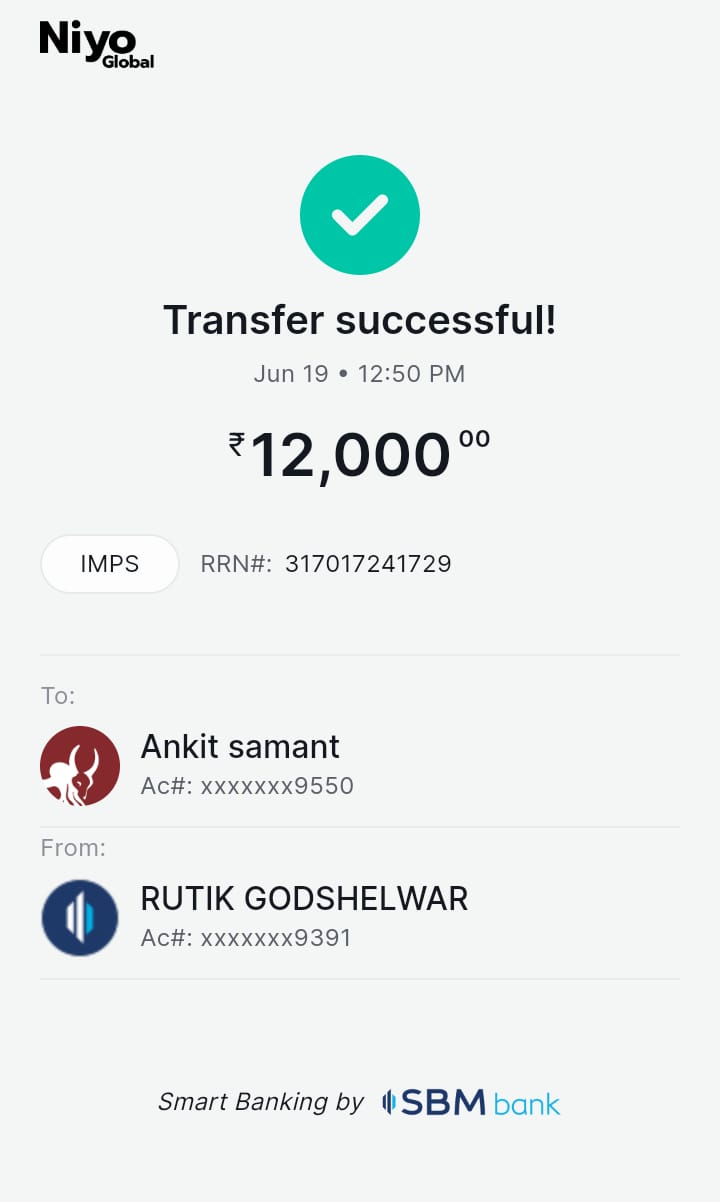 Niyo
Global
Transfer successful!
Jun 19 • 12:50 PM
₹12,000 00
IMPS RRN#: 317017241729
To:
Ankit samant
Ac#: xxxxxxx9550
From:
RUTIK GODSHELWAR
Ac#: xxxxxxx9391
Smart Banking by SBM bank